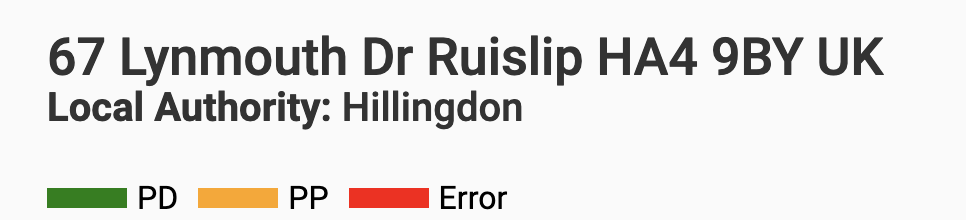 67 Lynmouth Dr Ruislip HA4 9BY UK
Local Authority: Hillingdon
PD PP Error